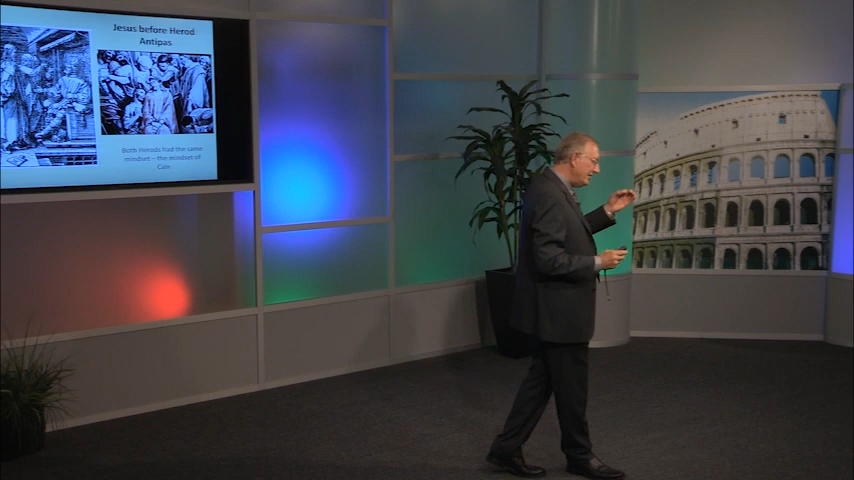 Jesus before Herod
Antipas
Both Herods had the same
mindset – the mindset of
Cain